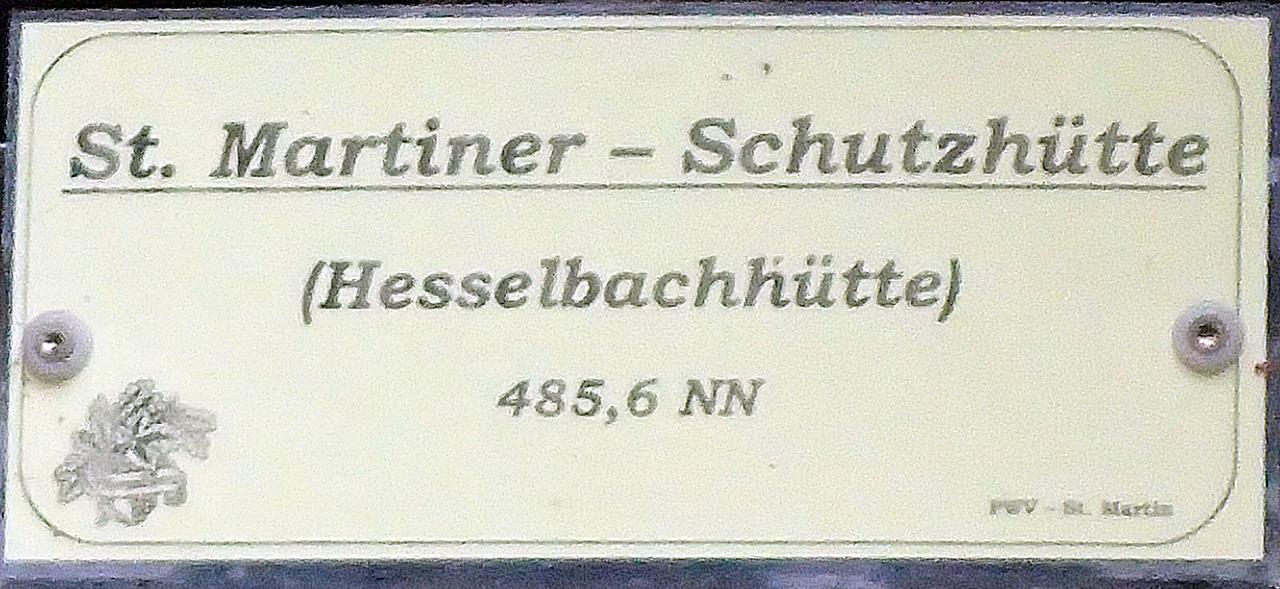 St. Martiner – Schutzhütte
(Hesselbachhütte)
485,6 NN
PWV - St. Martin